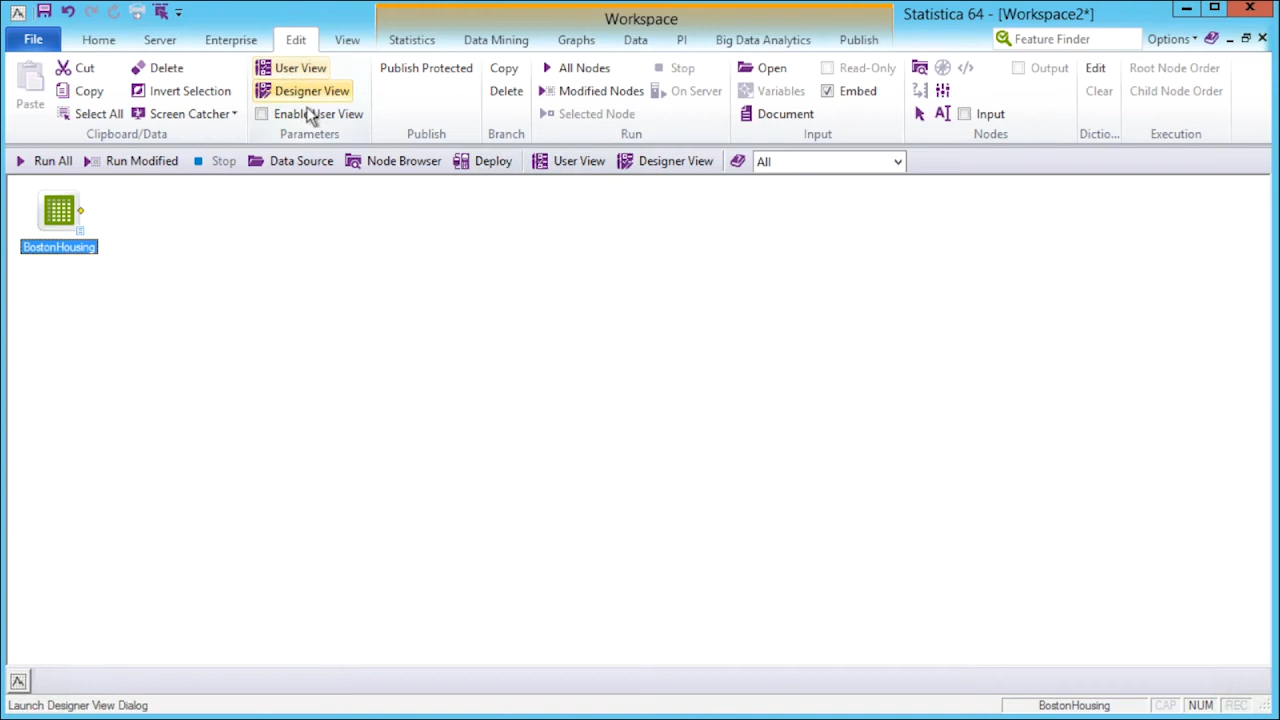 Workspace
Statistica 64 - [Workspace2*]
File Home Server Enterprise Edit View Statistics Data Mining Graphs Data PI Big Data Analytics Publish Feature Finder Options
Paste Cut Delete User View Publish Protected Copy All Nodes Stop Open Read-Only Output Edit Root Node Order
Copy Invert Selection Designer View Delete Modified Nodes On Server Variables Embed Clear Child Node Order
Select All Screen Catcher Enable User View Selected Node Document Input
Clipboard/Data Parameters Publish Branch Run Input Nodes Dictio... Execution
Run All Run Modified Stop Data Source Node Browser Deploy User View Designer View All
BostonHousing
Launch Designer View Dialog BostonHousing CAP NUM REC